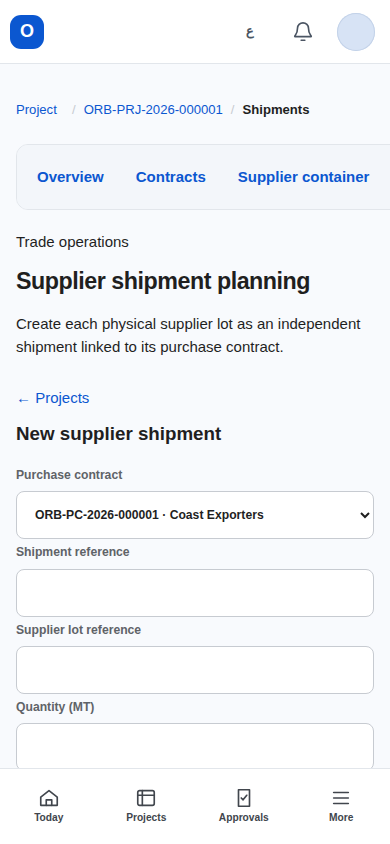 O
ع
Project / ORB-PRJ-2026-000001 / Shipments
Overview Contracts Supplier container
Trade operations
Supplier shipment planning
Create each physical supplier lot as an independent
shipment linked to its purchase contract.
← Projects
New supplier shipment
Purchase contract
ORB-PC-2026-000001 · Coast Exporters
Shipment reference
Supplier lot reference
Quantity (MT)
Today Projects Approvals More